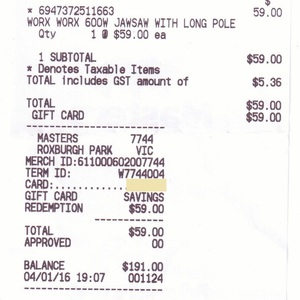 $
* 6947372511663 59.00
WORX WORX 600W JAWSAW WITH LONG POLE
Qty 1 @ $59.00 ea
1 SUBTOTAL $59.00
* Denotes Taxable Items
TOTAL includes GST amount of $5.36
TOTAL $59.00
GIFT CARD $59.00
--------------------
MASTERS 7744
ROXBURGH PARK VIC
MERCH ID:611000602007744
TERM ID: W7744004
CARD:.............
GIFT CARD SAVINGS
REDEMPTION $59.00
----------
TOTAL $59.00
APPROVED 00
BALANCE $191.00
04/01/16 19:07 001124
--------------------